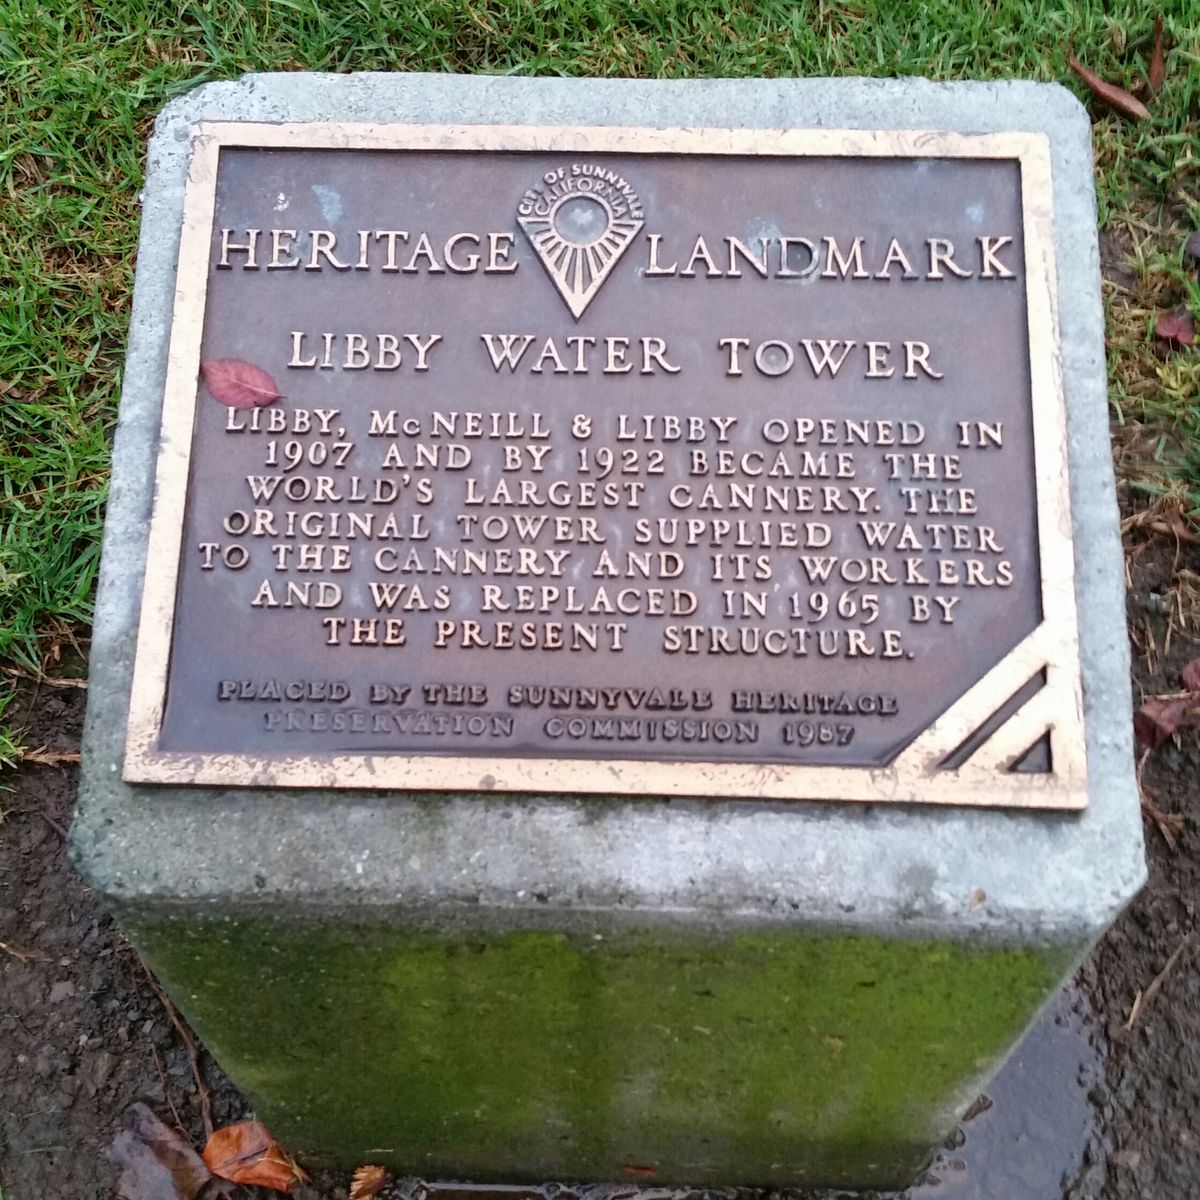 CITY OF SUNNYVALE
CALIFORNIA
HERITAGE LANDMARK
LIBBY WATER TOWER
LIBBY, MCNEILL & LIBBY OPENED IN
1907 AND BY 1922 BECAME THE
WORLD'S LARGEST CANNERY. THE
ORIGINAL TOWER SUPPLIED WATER
TO THE CANNERY AND ITS WORKERS
AND WAS REPLACED IN 1965 BY
THE PRESENT STRUCTURE.
PLACED BY THE SUNNYVALE HERITAGE
PRESERVATION COMMISSION 1987